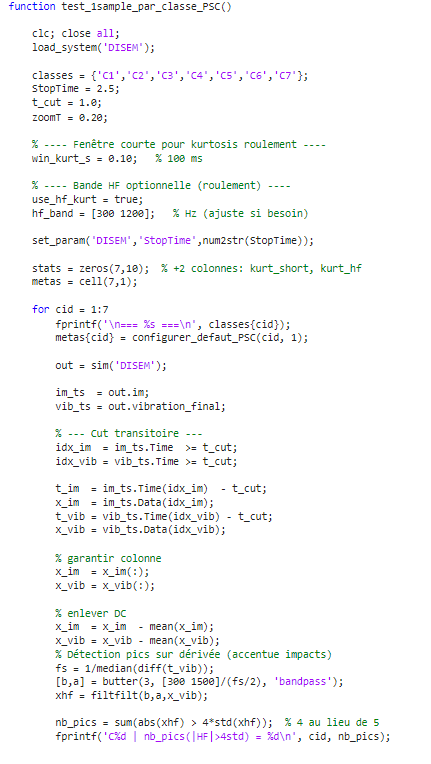 function test_1sample_par_classe_PSC()
clc; close all;
load_system('DISEM');
classes = {'C1','C2','C3','C4','C5','C6','C7'};
StopTime = 2.5;
t_cut = 1.0;
zoomT = 0.20;
% ---- Fenêtre courte pour kurtosis roulement ----
win_kurt_s = 0.10;   % 100 ms
% ---- Bande HF optionnelle (roulement) ----
use_hf_kurt = true;
hf_band = [300 1200];   % Hz (ajuste si besoin)
set_param('DISEM','StopTime',num2str(StopTime));
stats = zeros(7,10);  % +2 colonnes: kurt_short, kurt_hf
metas = cell(7,1);
for cid = 1:7
fprintf('\n=== %s ===\n', classes{cid});
metas{cid} = configurer_defaut_PSC(cid, 1);
out = sim('DISEM');
im_ts  = out.im;
vib_ts = out.vibration_final;
% --- Cut transitoire ---
idx_im  = im_ts.Time  >= t_cut;
idx_vib = vib_ts.Time >= t_cut;
t_im  = im_ts.Time(idx_im)  - t_cut;
x_im  = im_ts.Data(idx_im);
t_vib = vib_ts.Time(idx_vib) - t_cut;
x_vib = vib_ts.Data(idx_vib);
% garantir colonne
x_im  = x_im(:);
x_vib = x_vib(:);
% enlever DC
x_im  = x_im  - mean(x_im);
x_vib = x_vib - mean(x_vib);
% Détection pics sur dérivée (accentue impacts)
fs = 1/median(diff(t_vib));
[b,a] = butter(3, [300 1500]/(fs/2), 'bandpass');
xhf = filtfilt(b,a,x_vib);
nb_pics = sum(abs(xhf) > 4*std(xhf));  % 4 au lieu de 5
fprintf('C%d | nb_pics(|HF|>4std) = %d\n', cid, nb_pics);